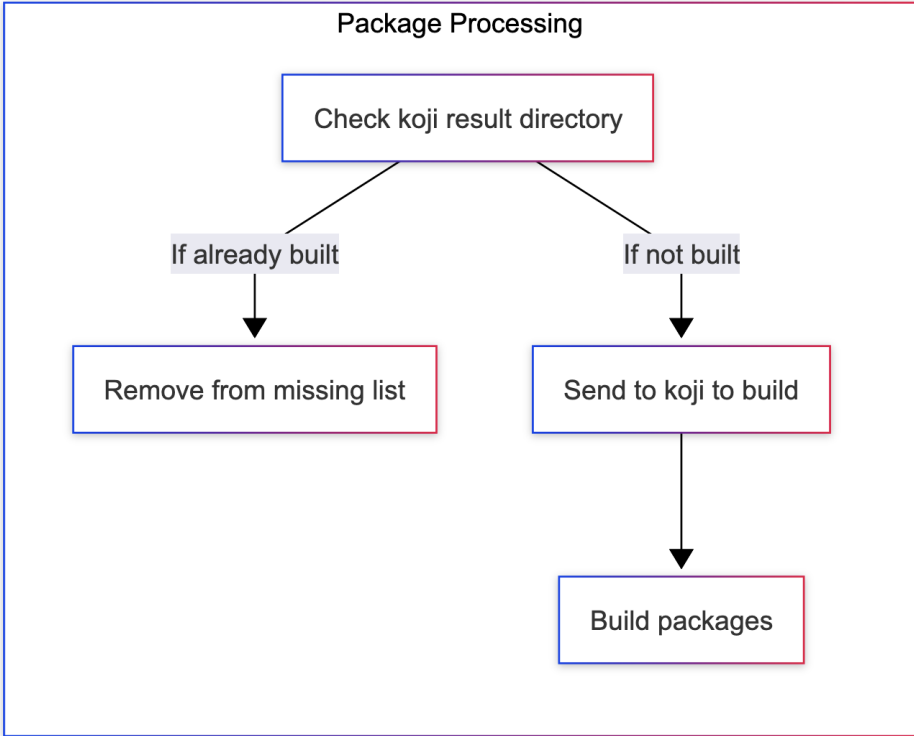 Package Processing
Check koji result directory
If already built
If not built
Remove from missing list
Send to koji to build
Build packages